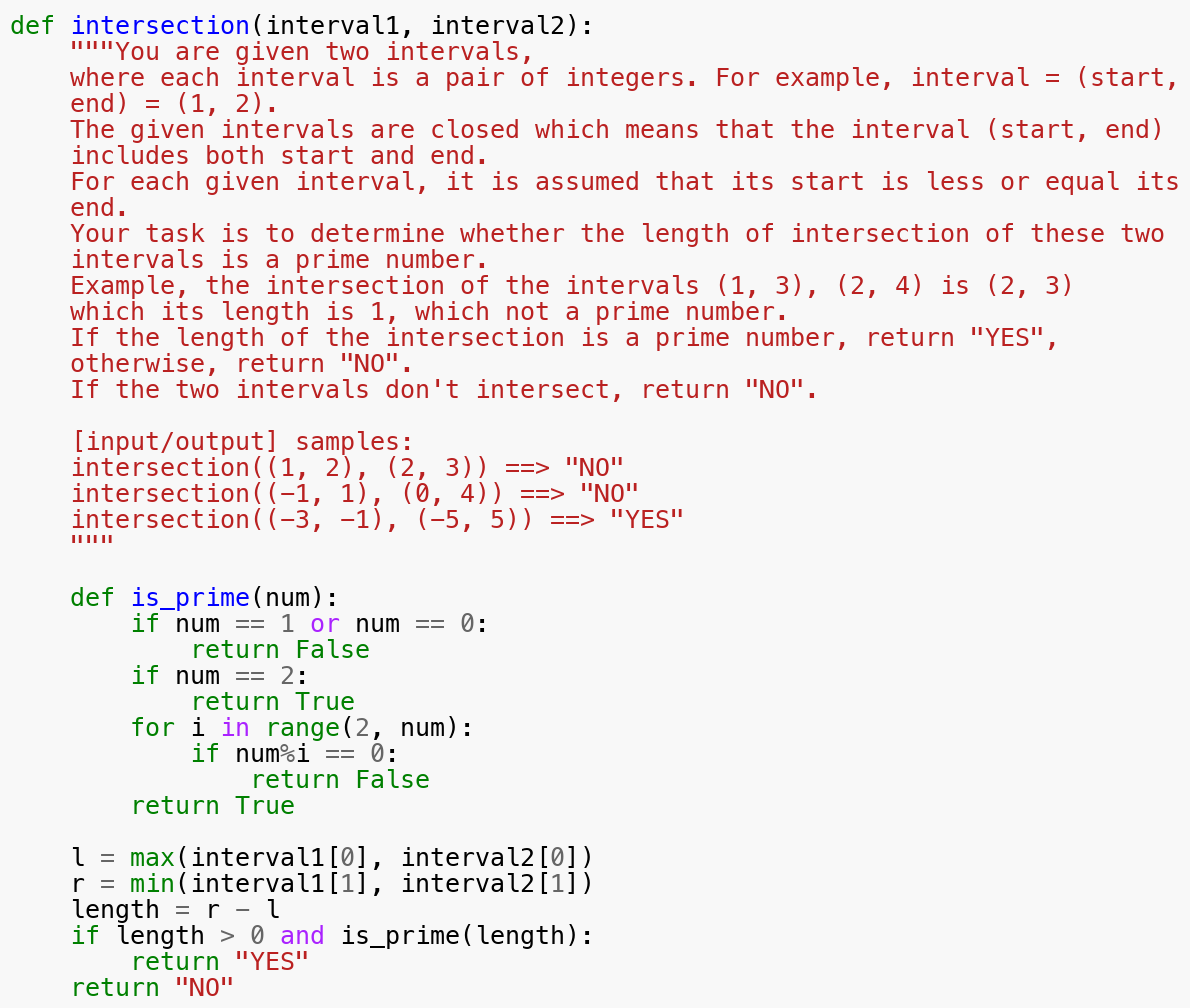 def intersection(interval1, interval2):
    """You are given two intervals,
    where each interval is a pair of integers. For example, interval = (start,
    end) = (1, 2).
    The given intervals are closed which means that the interval (start, end)
    includes both start and end.
    For each given interval, it is assumed that its start is less or equal its
    end.
    Your task is to determine whether the length of intersection of these two
    intervals is a prime number.
    Example, the intersection of the intervals (1, 3), (2, 4) is (2, 3)
    which its length is 1, which not a prime number.
    If the length of the intersection is a prime number, return "YES",
    otherwise, return "NO".
    If the two intervals don't intersect, return "NO".

    [input/output] samples:
    intersection((1, 2), (2, 3)) ==> "NO"
    intersection((−1, 1), (0, 4)) ==> "NO"
    intersection((−3, −1), (−5, 5)) ==> "YES"
    """

    def is_prime(num):
        if num == 1 or num == 0:
            return False
        if num == 2:
            return True
        for i in range(2, num):
            if num%i == 0:
                return False
        return True

    l = max(interval1[0], interval2[0])
    r = min(interval1[1], interval2[1])
    length = r − l
    if length > 0 and is_prime(length):
        return "YES"
    return "NO"